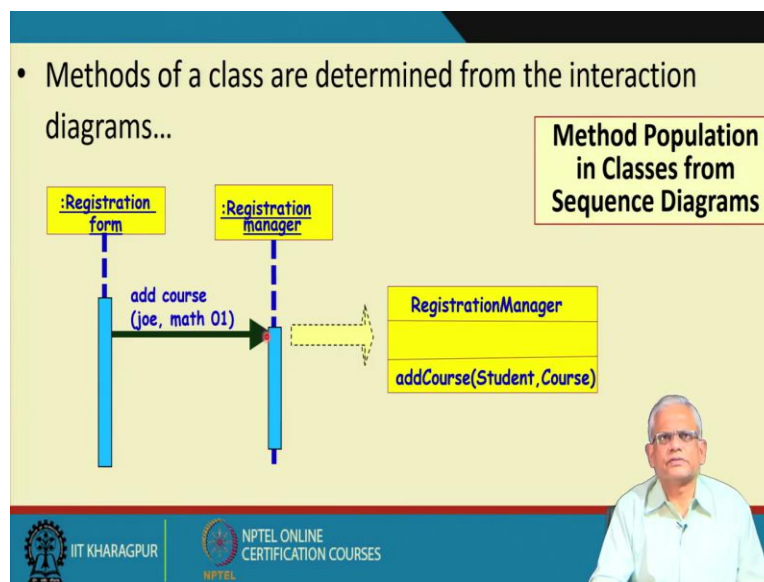 • Methods of a class are determined from the interaction
diagrams...
Method Population
in Classes from
Sequence Diagrams
:Registration
form
:Registration
manager
add course
(joe, math 01)
RegistrationManager
addCourse(Student,Course)
IIT KHARAGPUR
NPTEL
NPTEL ONLINE
CERTIFICATION COURSES